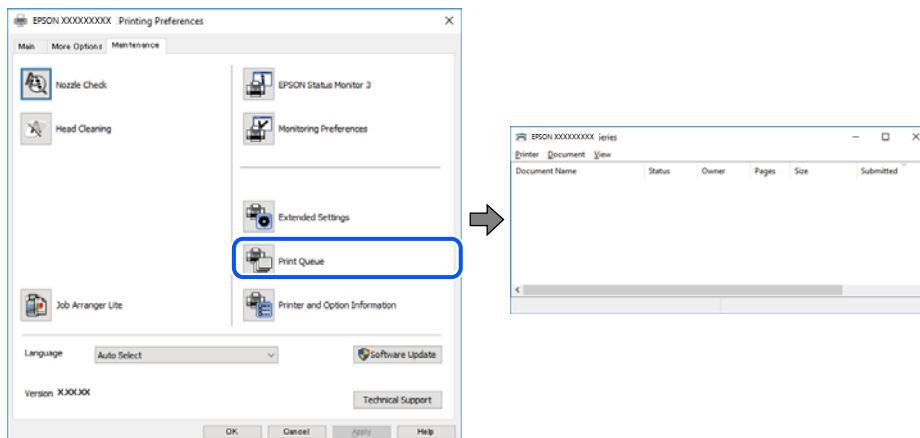 EPSON XXXXXXXXX Printing Preferences
Main More Options Maintenance
Nozzle Check
EPSON Status Monitor 3
Head Cleaning
Monitoring Preferences
Extended Settings
Print Queue
Job Arranger Lite
Printer and Option Information
Language Auto Select
Software Update
Version X.XX.XX
Technical Support
OK Cancel Apply Help
EPSON XXXXXXXXX ieries
Printer Document View
Document Name Status Owner Pages Size Submitted